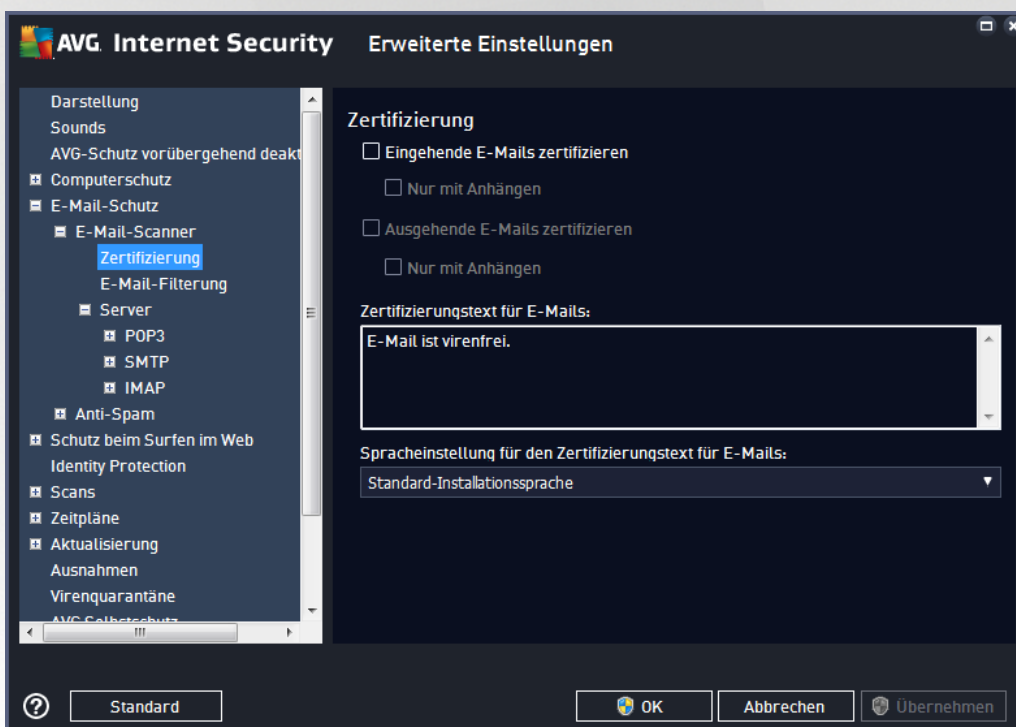 AVG. Internet Security Erweiterte Einstellungen
Darstellung
Sounds
AVG-Schutz vorübergehend deakt
Computerschutz
E-Mail-Schutz
E-Mail-Scanner
Zertifizierung
E-Mail-Filterung
Server
POP3
SMTP
IMAP
Anti-Spam
Schutz beim Surfen im Web
Identity Protection
Scans
Zeitpläne
Aktualisierung
Ausnahmen
Virenquarantäne
AVG Selbstschutz
Zertifizierung
Eingehende E-Mails zertifizieren
Nur mit Anhängen
Ausgehende E-Mails zertifizieren
Nur mit Anhängen
Zertifizierungstext für E-Mails:
E-Mail ist virenfrei.
Spracheinstellung für den Zertifizierungstext für E-Mails:
Standard-Installationssprache
Standard
OK
Abbrechen
Übernehmen